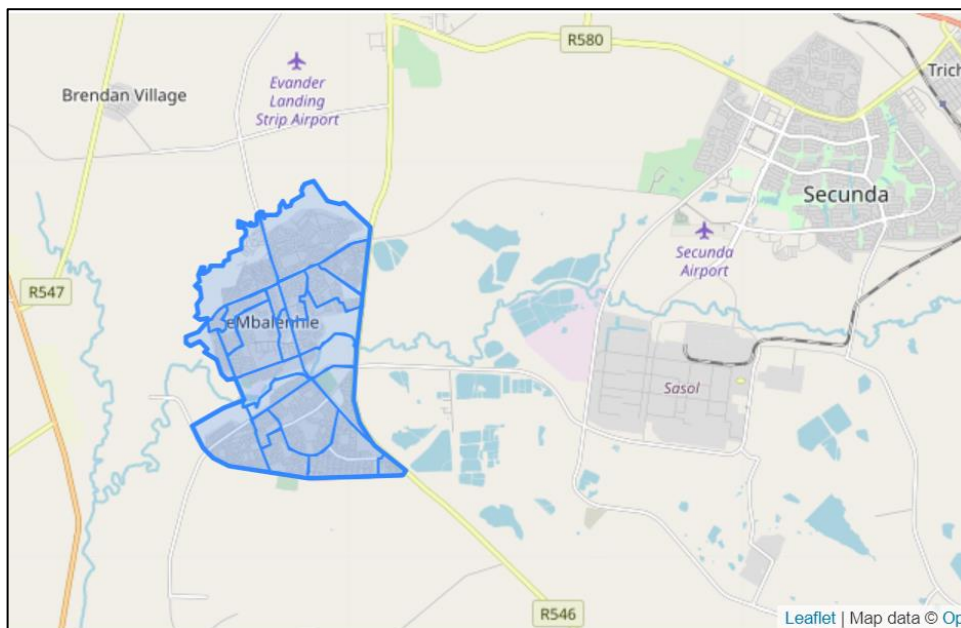 R580
Brendan Village
Evander
Landing
Strip Airport
Trich
Secunda
Secunda
Airport
R547
eMbalenhle
Sasol
R546
Leaflet | Map data © Op